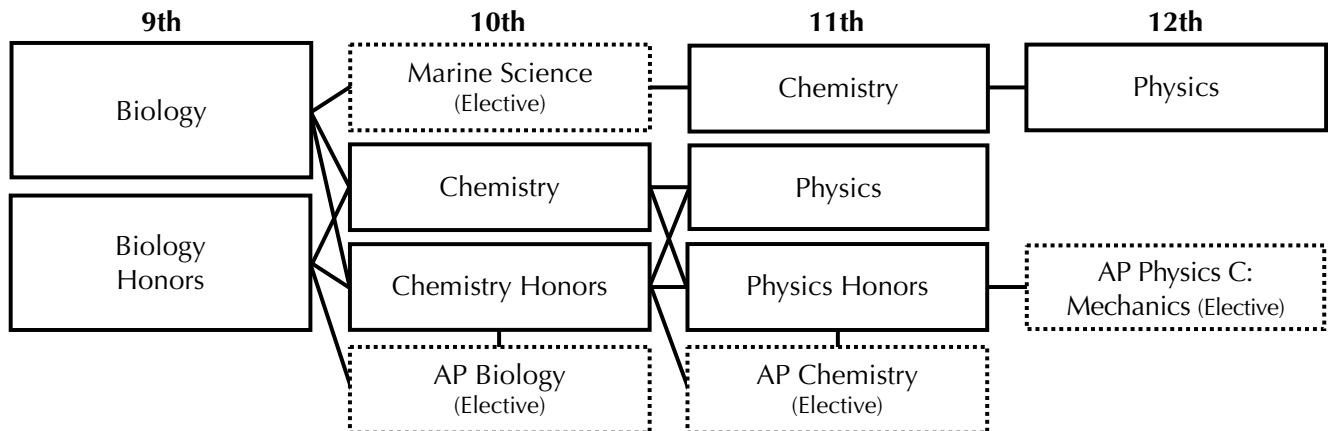 9th
10th
11th
12th
Biology
Marine Science
(Elective)
Chemistry
Physics
Chemistry
Physics
Biology
Honors
Chemistry Honors
Physics Honors
AP Physics C:
Mechanics (Elective)
AP Biology
(Elective)
AP Chemistry
(Elective)